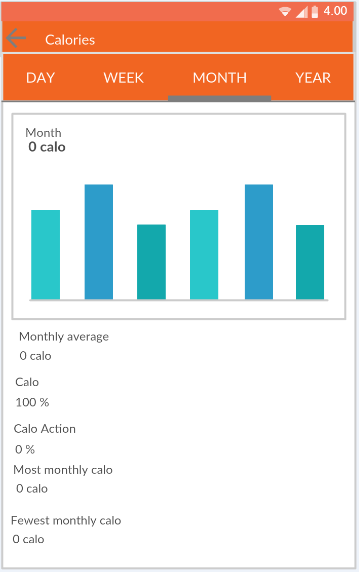 4.00
Calories
DAY WEEK MONTH YEAR
Month
0 calo
Monthly average
0 calo
Calo
100 %
Calo Action
0 %
Most monthly calo
0 calo
Fewest monthly calo
0 calo